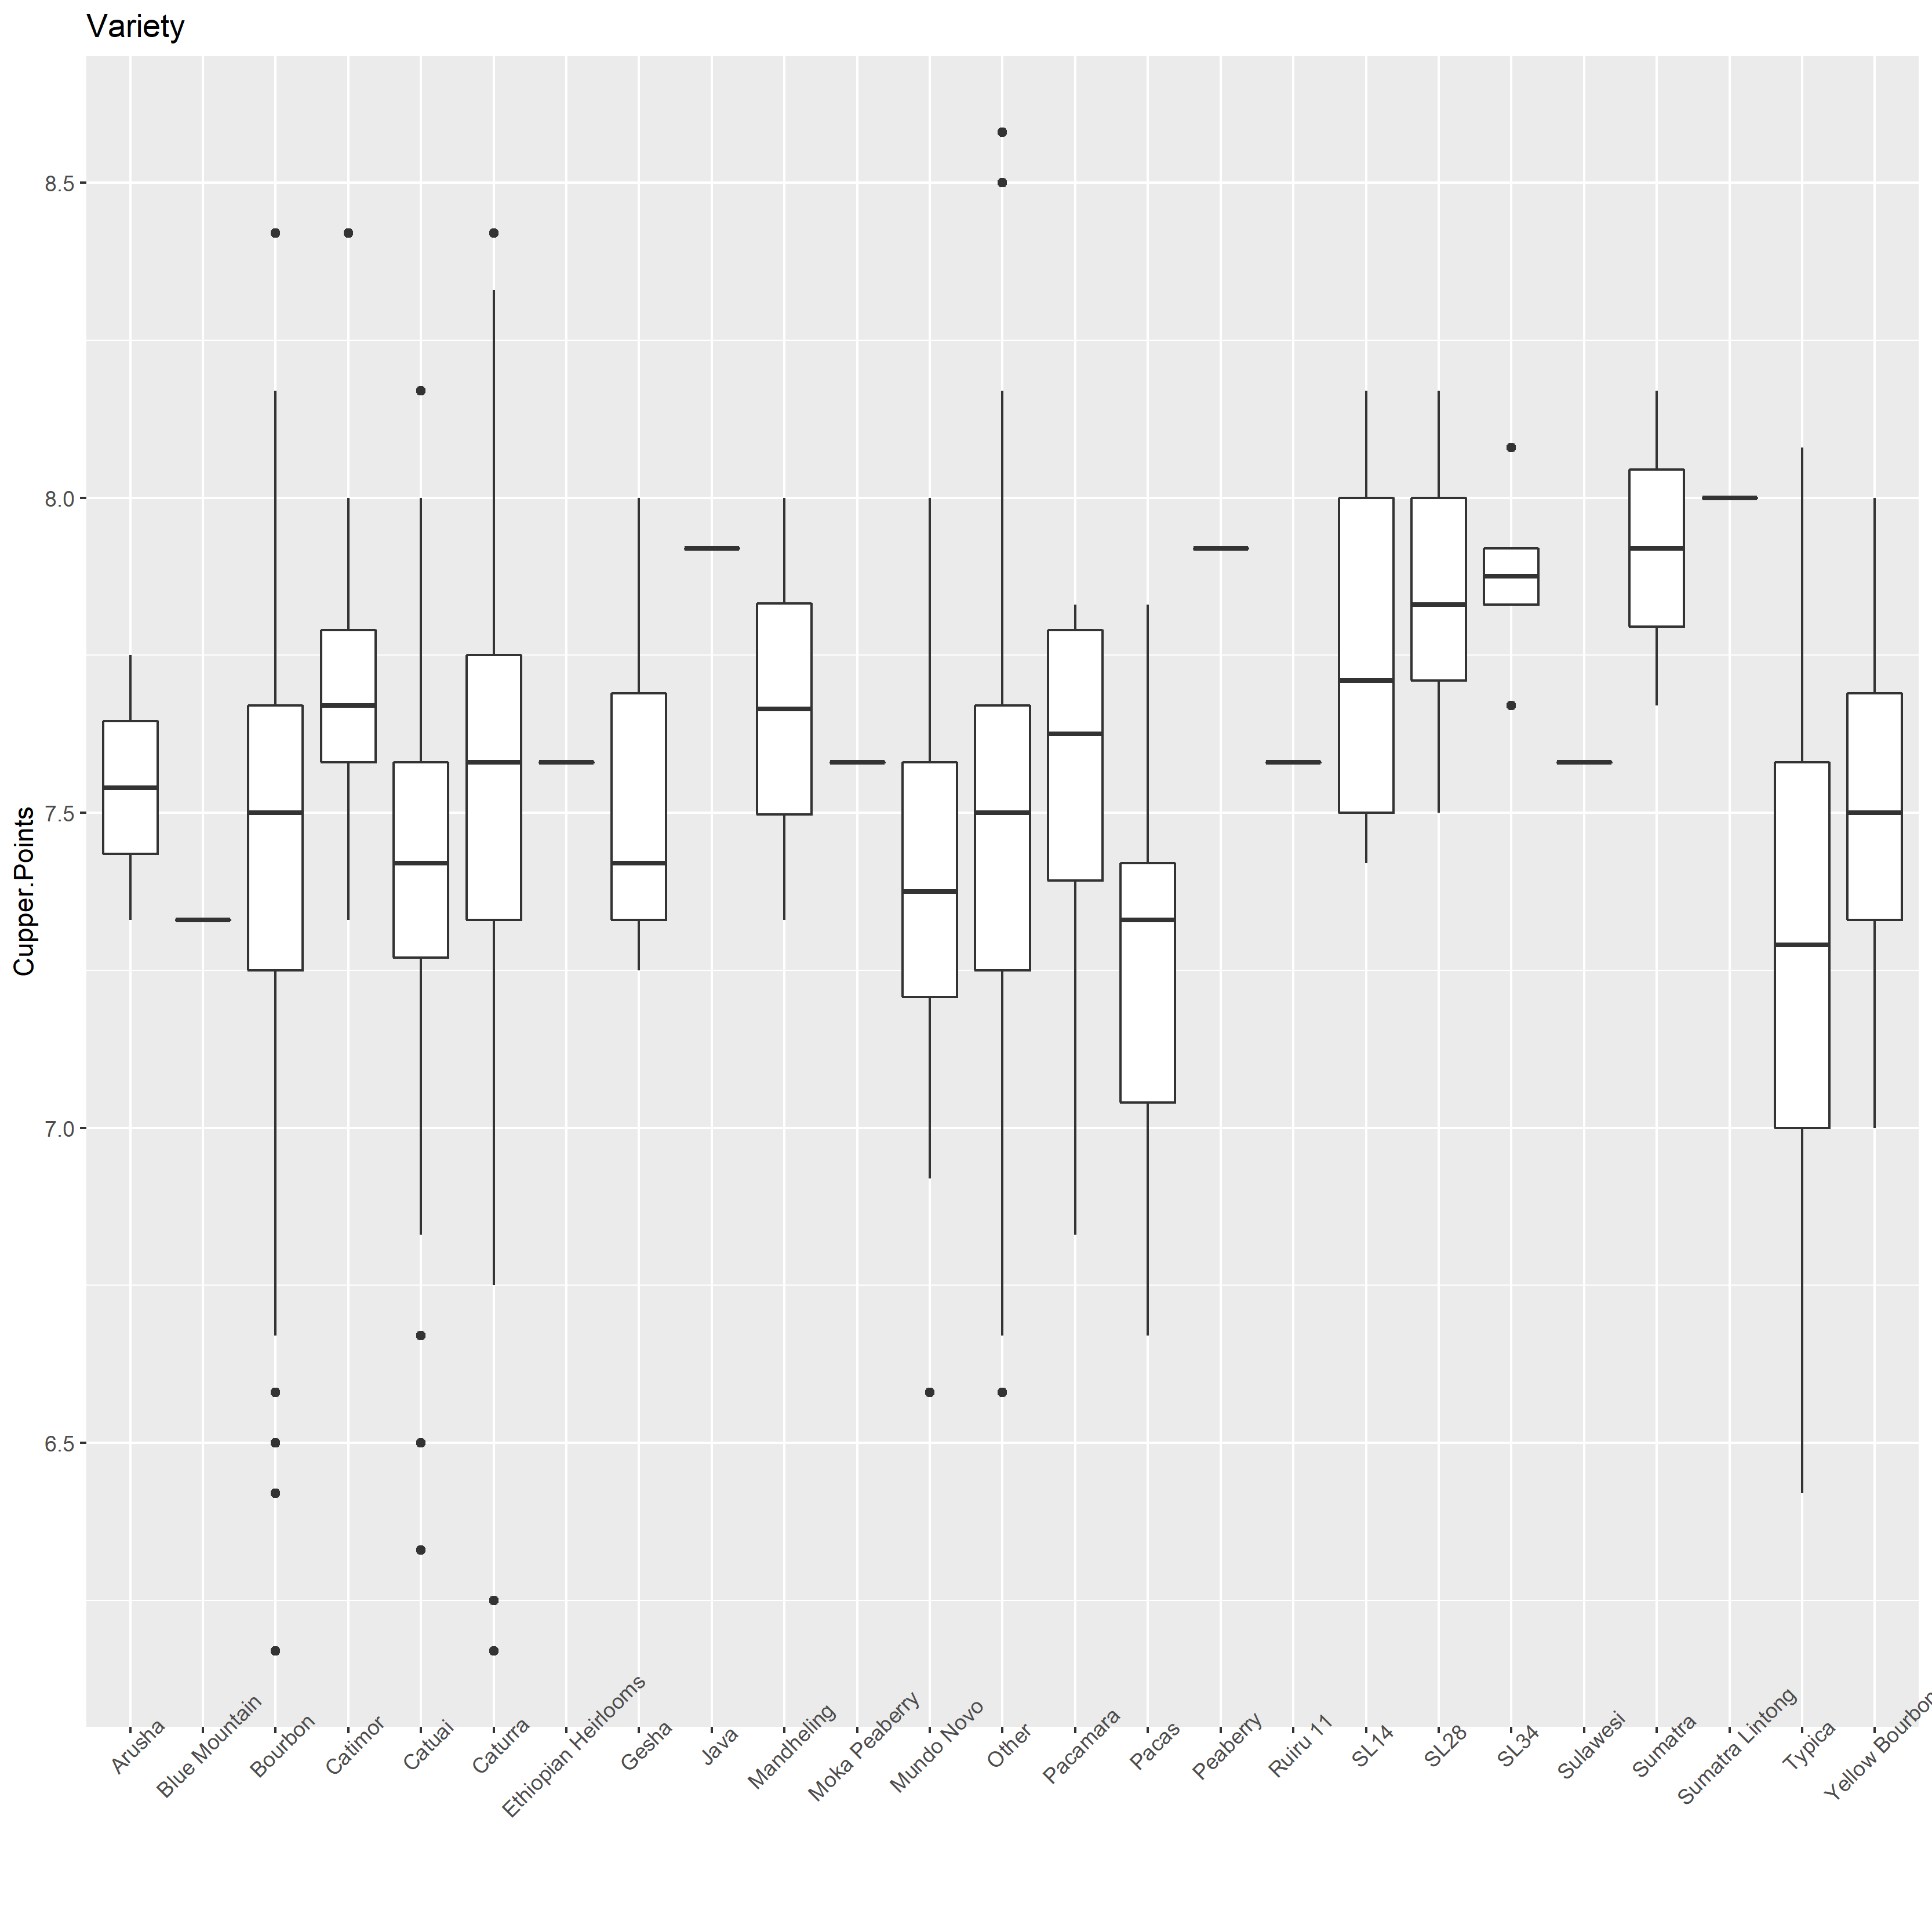 Variety
Cupper.Points
8.5
8.0
7.5
7.0
6.5
Arusha
Blue Mountain
Bourbon
Catimor
Catuai
Caturra
Ethiopian Heirlooms
Gesha
Java
Mandheling
Moka Peaberry
Mundo Novo
Other
Pacamara
Pacas
Peaberry
Ruiru 11
SL14
SL28
SL34
Sulawesi
Sumatra
Sumatra Lintong
Typica
Yellow Bourbon